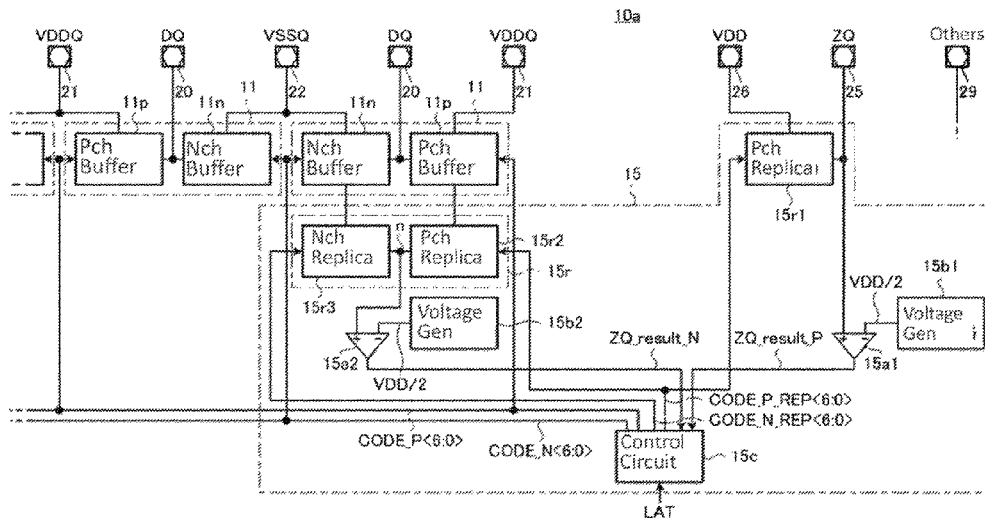 10a
VDDQ DQ VSSQ DQ VDDQ VDD ZQ Others
21 20 22 20 21 26 25 29
11p 11n 11 11n 11p 11
Pch Buffer
Nch Buffer
Nch Buffer
Pch Buffer
Pch Replica
15
15r1
n
Nch Replica
Pch Replica
15r2
15r
15r3
15b1
VDD/2
Voltage Gen
15b2
Voltage Gen
15a2
VDD/2
ZQ_result_N
ZQ_result_P
15a1
CODE_P_REP<6:0>
CODE_N_REP<6:0>
CODE_P<6:0>
CODE_N<6:0>
Control Circuit
15c
LAT